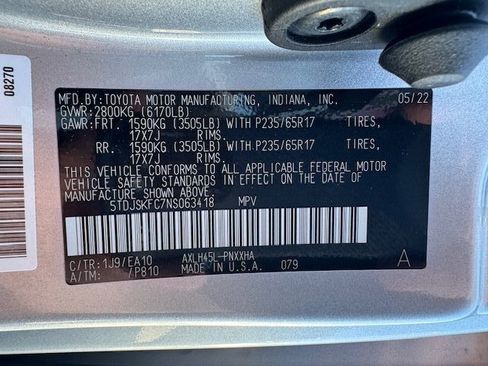 08270
MFD.BY:TOYOTA MOTOR MANUFACTURING, INDIANA, INC. 05/22
GVWR:2800KG (6170LB)
GAWR:FRT. 1590KG (3505LB) WITH P235/65R17 TIRES,
17X7J RIMS.
RR. 1590KG (3505LB) WITH P235/65R17 TIRES,
17X7J RIMS.
THIS VEHICLE CONFORMS TO ALL APPLICABLE FEDERAL MOTOR
VEHICLE SAFETY STANDARDS IN EFFECT ON THE DATE OF
MANUFACTURE SHOWN ABOVE.
5TDJSKFC7NS063418 MPV
C/TR:1J9/EA10 AXLH45L-PNXXHA
A/TM: /P810 MADE IN U.S.A. 079 A